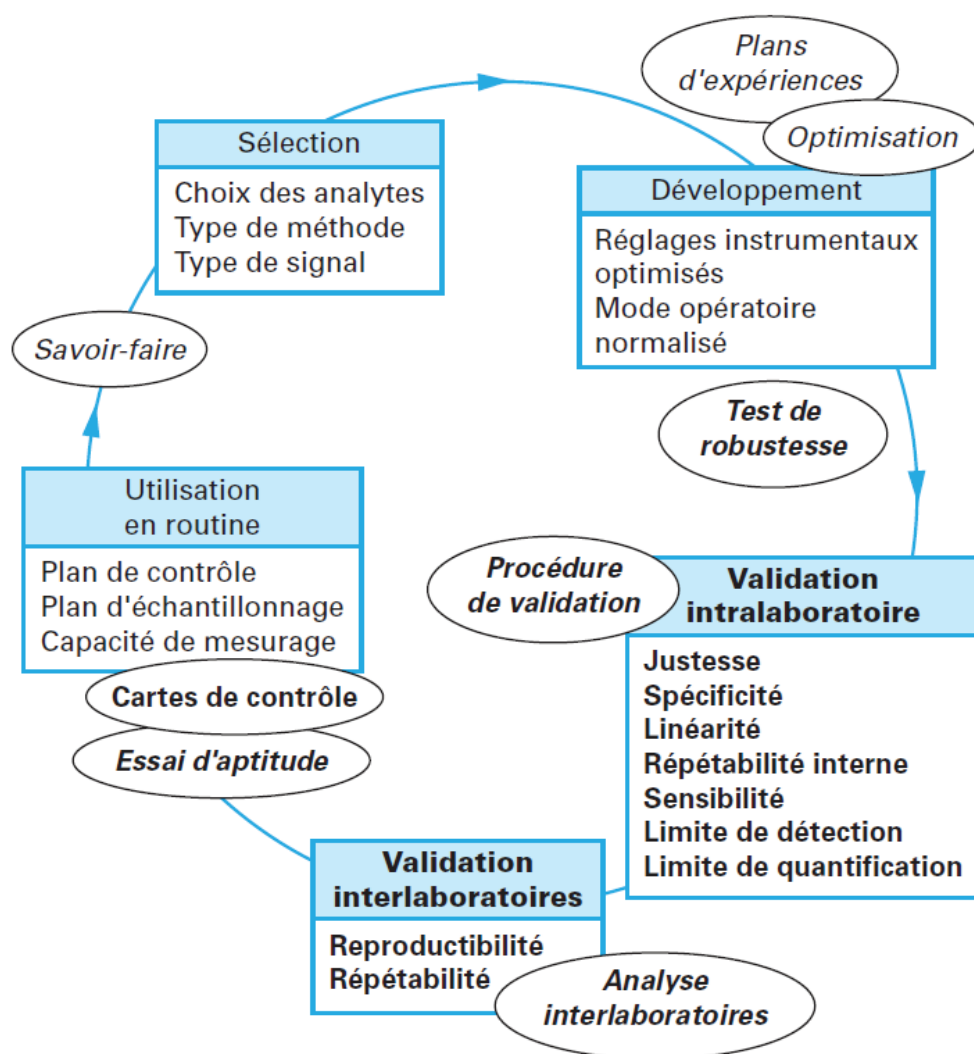 Plans
d'expériences
Optimisation
Sélection
Choix des analytes
Type de méthode
Type de signal
Développement
Réglages instrumentaux
optimisés
Mode opératoire
normalisé
Savoir-faire
Test de
robustesse
Utilisation
en routine
Plan de contrôle
Plan d'échantillonnage
Capacité de mesurage
Cartes de contrôle
Essai d'aptitude
Procédure
de validation
Validation
intralaboratoire
Justesse
Spécificité
Linéarité
Répétabilité interne
Sensibilité
Limite de détection
Limite de quantification
Validation
interlaboratoires
Reproductibilité
Répétabilité
Analyse
interlaboratoires